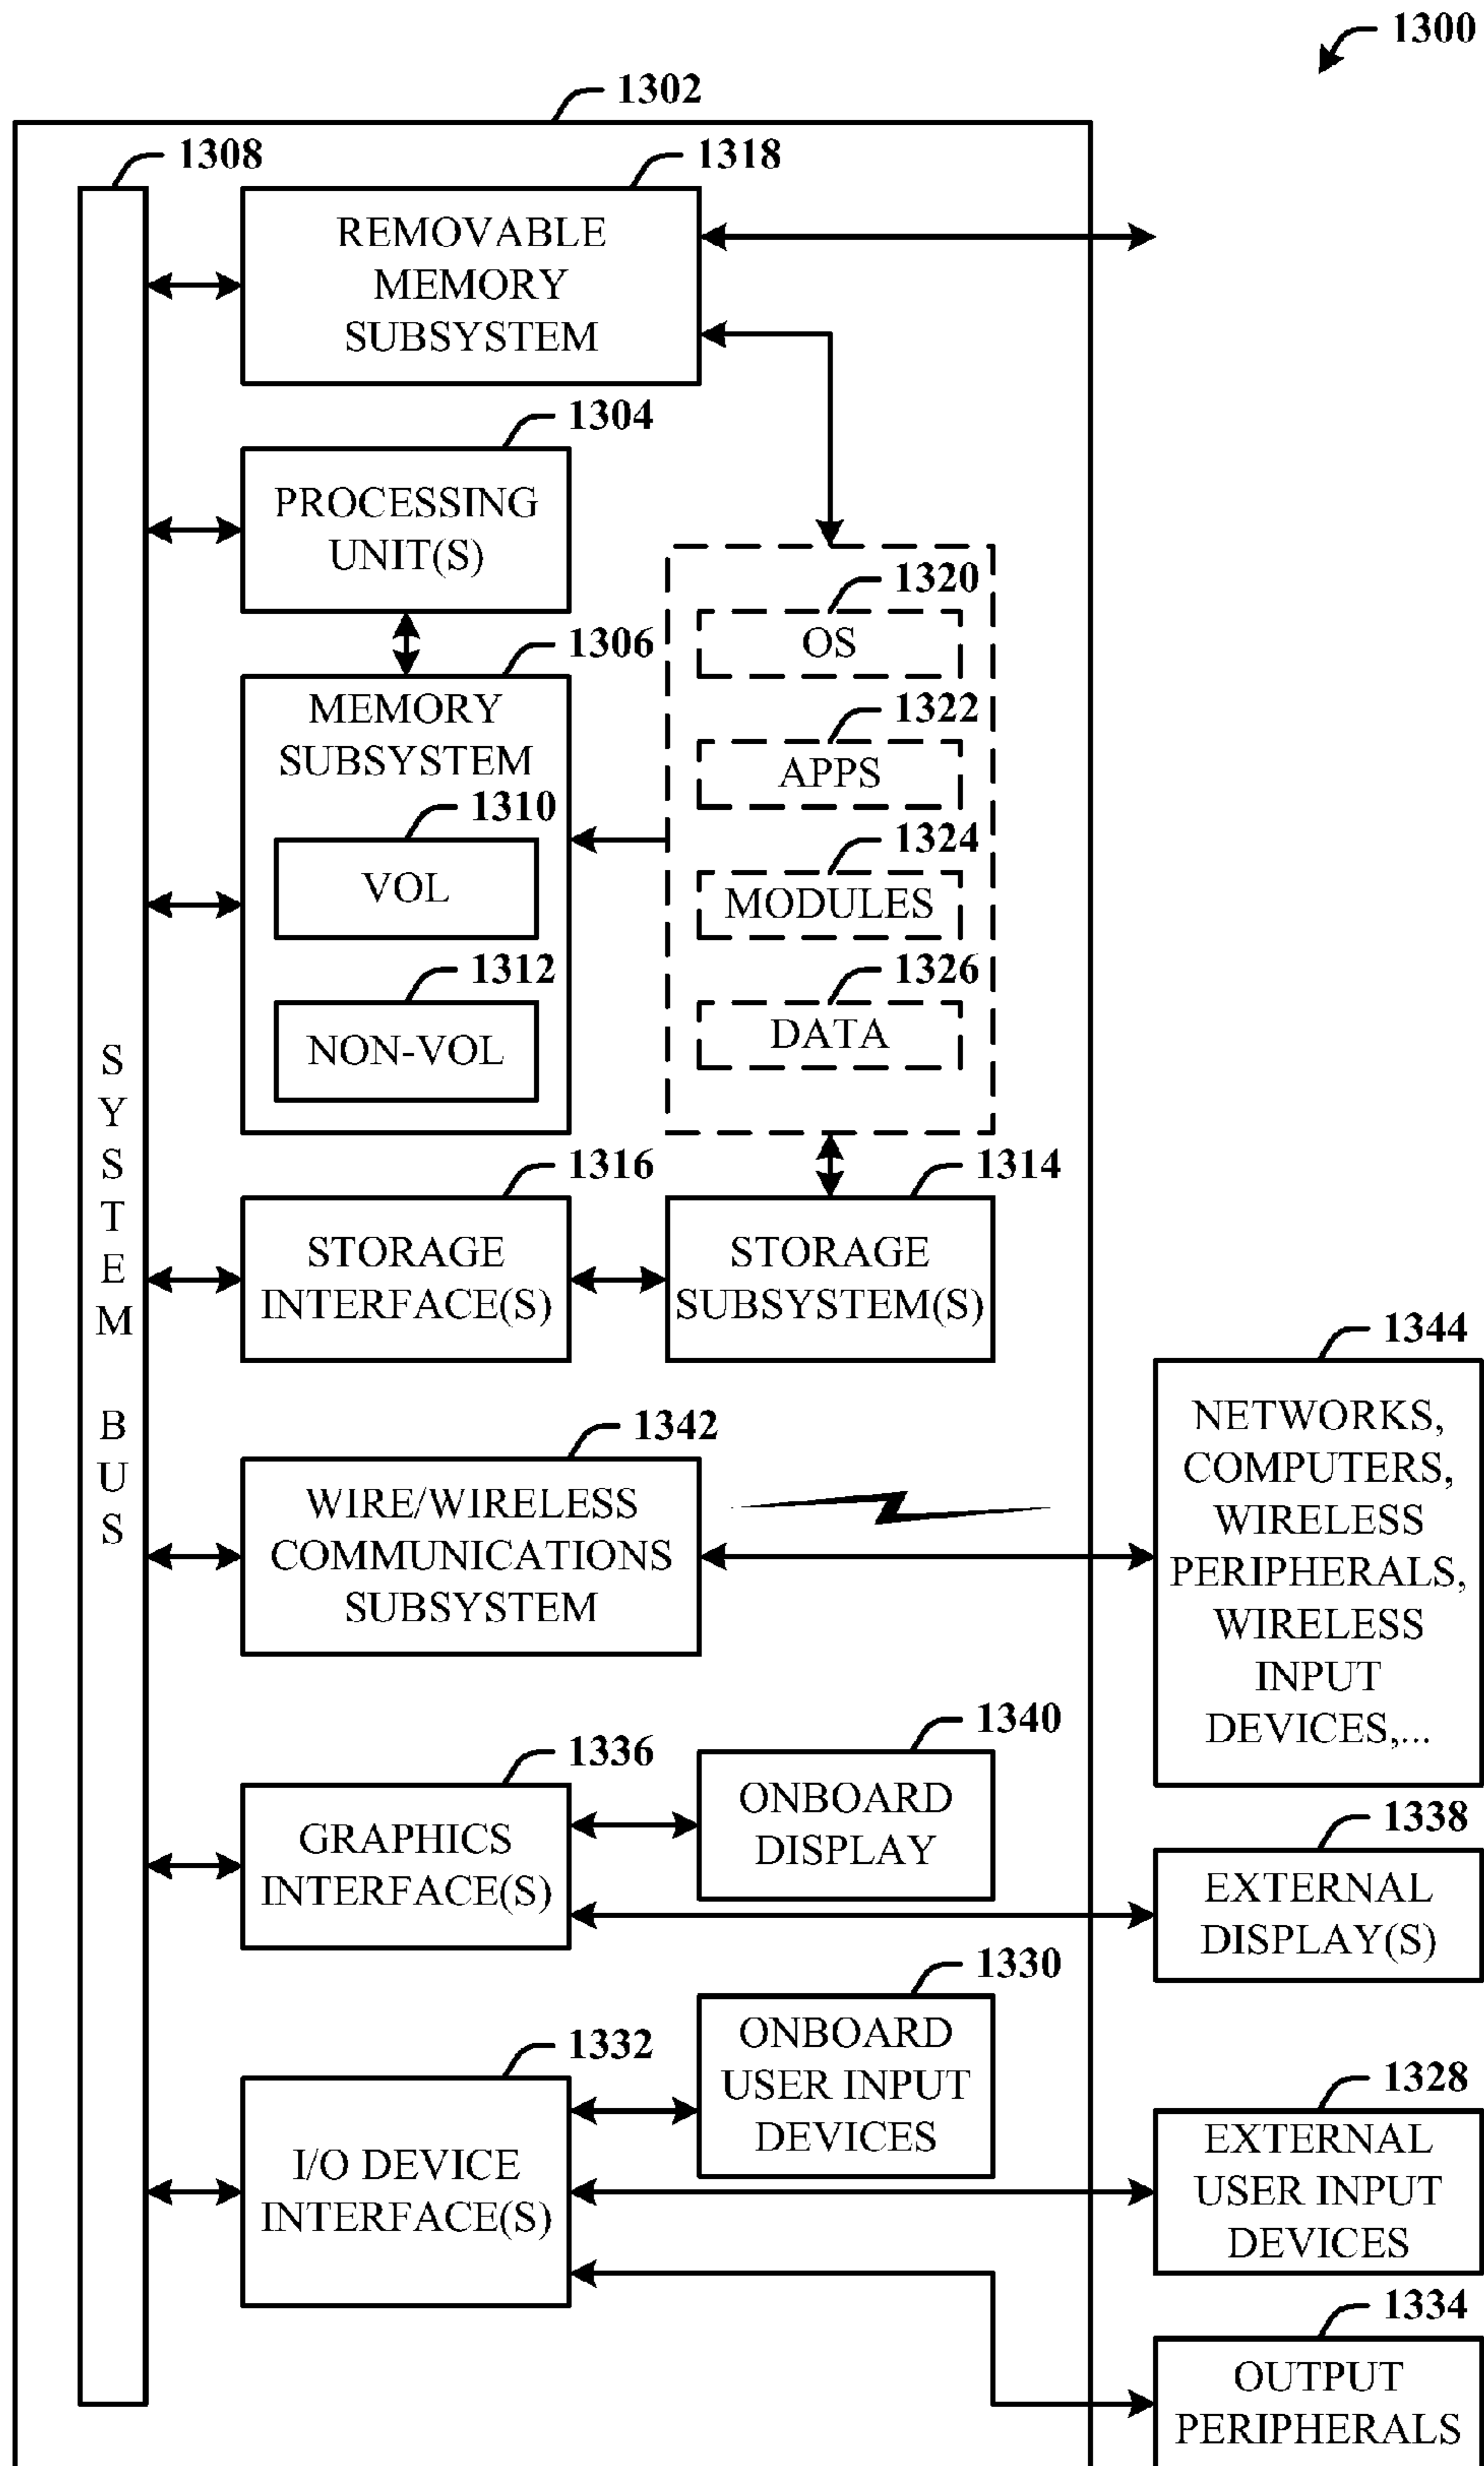 1300
1302
1308
1318
REMOVABLE
MEMORY
SUBSYSTEM
1304
PROCESSING
UNIT(S)
1320
OS
1306
MEMORY
SUBSYSTEM
1322
APPS
1310
VOL
1324
MODULES
1312
NON-VOL
1326
DATA
SYSTEM BUS
1316
STORAGE
INTERFACE(S)
1314
STORAGE
SUBSYSTEM(S)
1344
NETWORKS,
COMPUTERS,
WIRELESS
PERIPHERALS,
WIRELESS
INPUT
DEVICES,...
1342
WIRE/WIRELESS
COMMUNICATIONS
SUBSYSTEM
1336
GRAPHICS
INTERFACE(S)
1340
ONBOARD
DISPLAY
1338
EXTERNAL
DISPLAY(S)
1330
ONBOARD
USER INPUT
DEVICES
1332
I/O DEVICE
INTERFACE(S)
1328
EXTERNAL
USER INPUT
DEVICES
1334
OUTPUT
PERIPHERALS